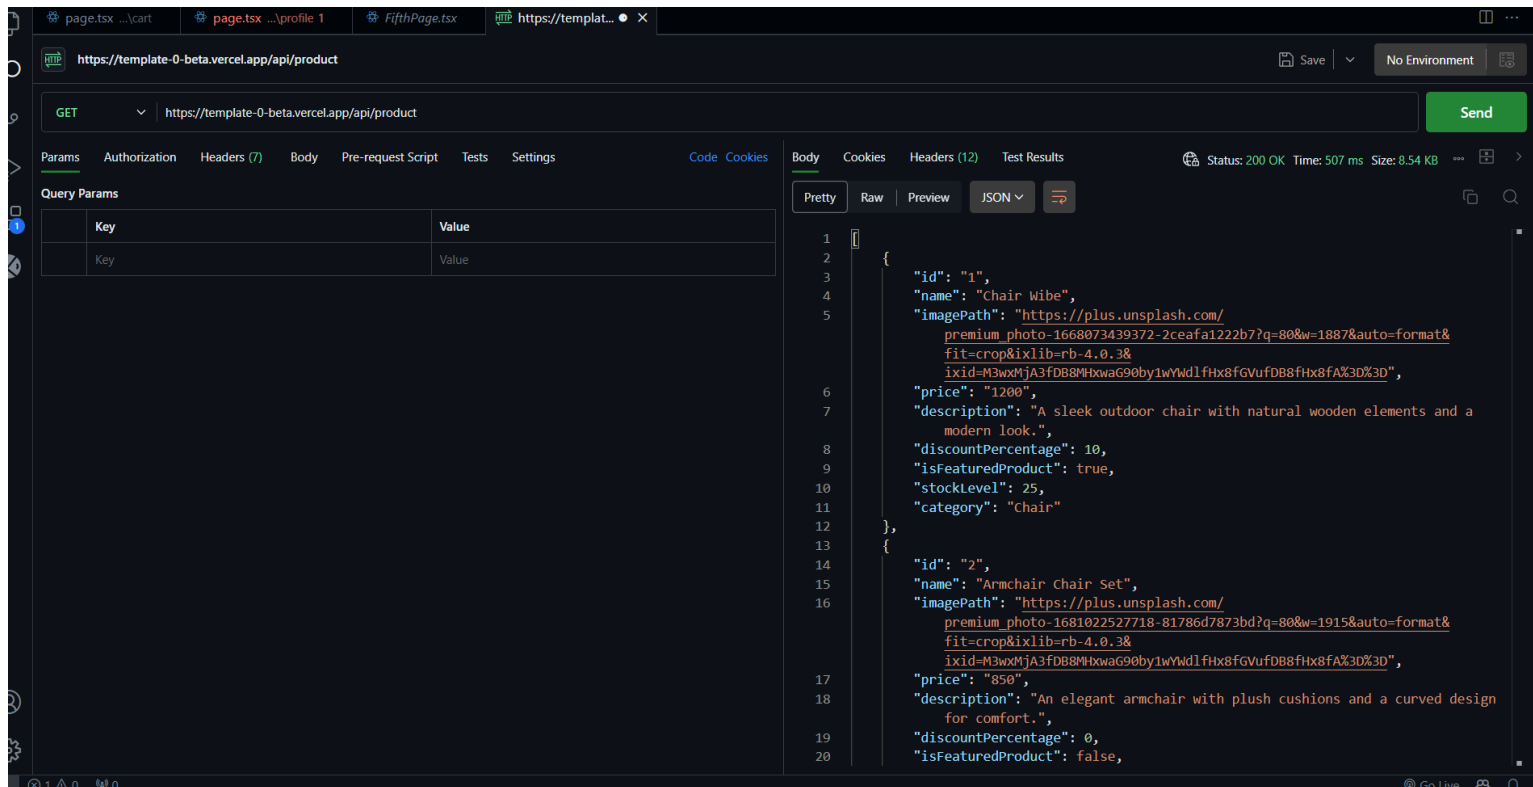 page.tsx ...\cart
page.tsx ...\profile 1
FifthPage.tsx
HTTP https://templat...
HTTP https://template-0-beta.vercel.app/api/product
Save
No Environment
GET
https://template-0-beta.vercel.app/api/product
Send
Params Authorization Headers (7) Body Pre-request Script Tests Settings Code Cookies
Query Params
Key Value
Key Value
Body Cookies Headers (12) Test Results
Status: 200 OK Time: 507 ms Size: 8.54 KB
Pretty Raw Preview JSON
1 [
2 {
3 "id": "1",
4 "name": "Chair Wibe",
5 "imagePath": "https://plus.unsplash.com/
premium_photo-1668073439372-2ceafa1222b7?q=80&w=1887&auto=format&
fit=crop&ixlib=rb-4.0.3&
ixid=M3wxMjA3fDB8MHxwaG90by1wYWdlfHx8fGVufDB8fHx8fA%3D%3D",
6 "price": "1200",
7 "description": "A sleek outdoor chair with natural wooden elements and a
modern look.",
8 "discountPercentage": 10,
9 "isFeaturedProduct": true,
10 "stockLevel": 25,
11 "category": "Chair"
12 },
13 {
14 "id": "2",
15 "name": "Armchair Chair Set",
16 "imagePath": "https://plus.unsplash.com/
premium_photo-1681022527718-81786d7873bd?q=80&w=1915&auto=format&
fit=crop&ixlib=rb-4.0.3&
ixid=M3wxMjA3fDB8MHxwaG90by1wYWdlfHx8fGVufDB8fHx8fA%3D%3D",
17 "price": "850",
18 "description": "An elegant armchair with plush cushions and a curved design
for comfort.",
19 "discountPercentage": 0,
20 "isFeaturedProduct": false,
1
1 0 0
Go Live